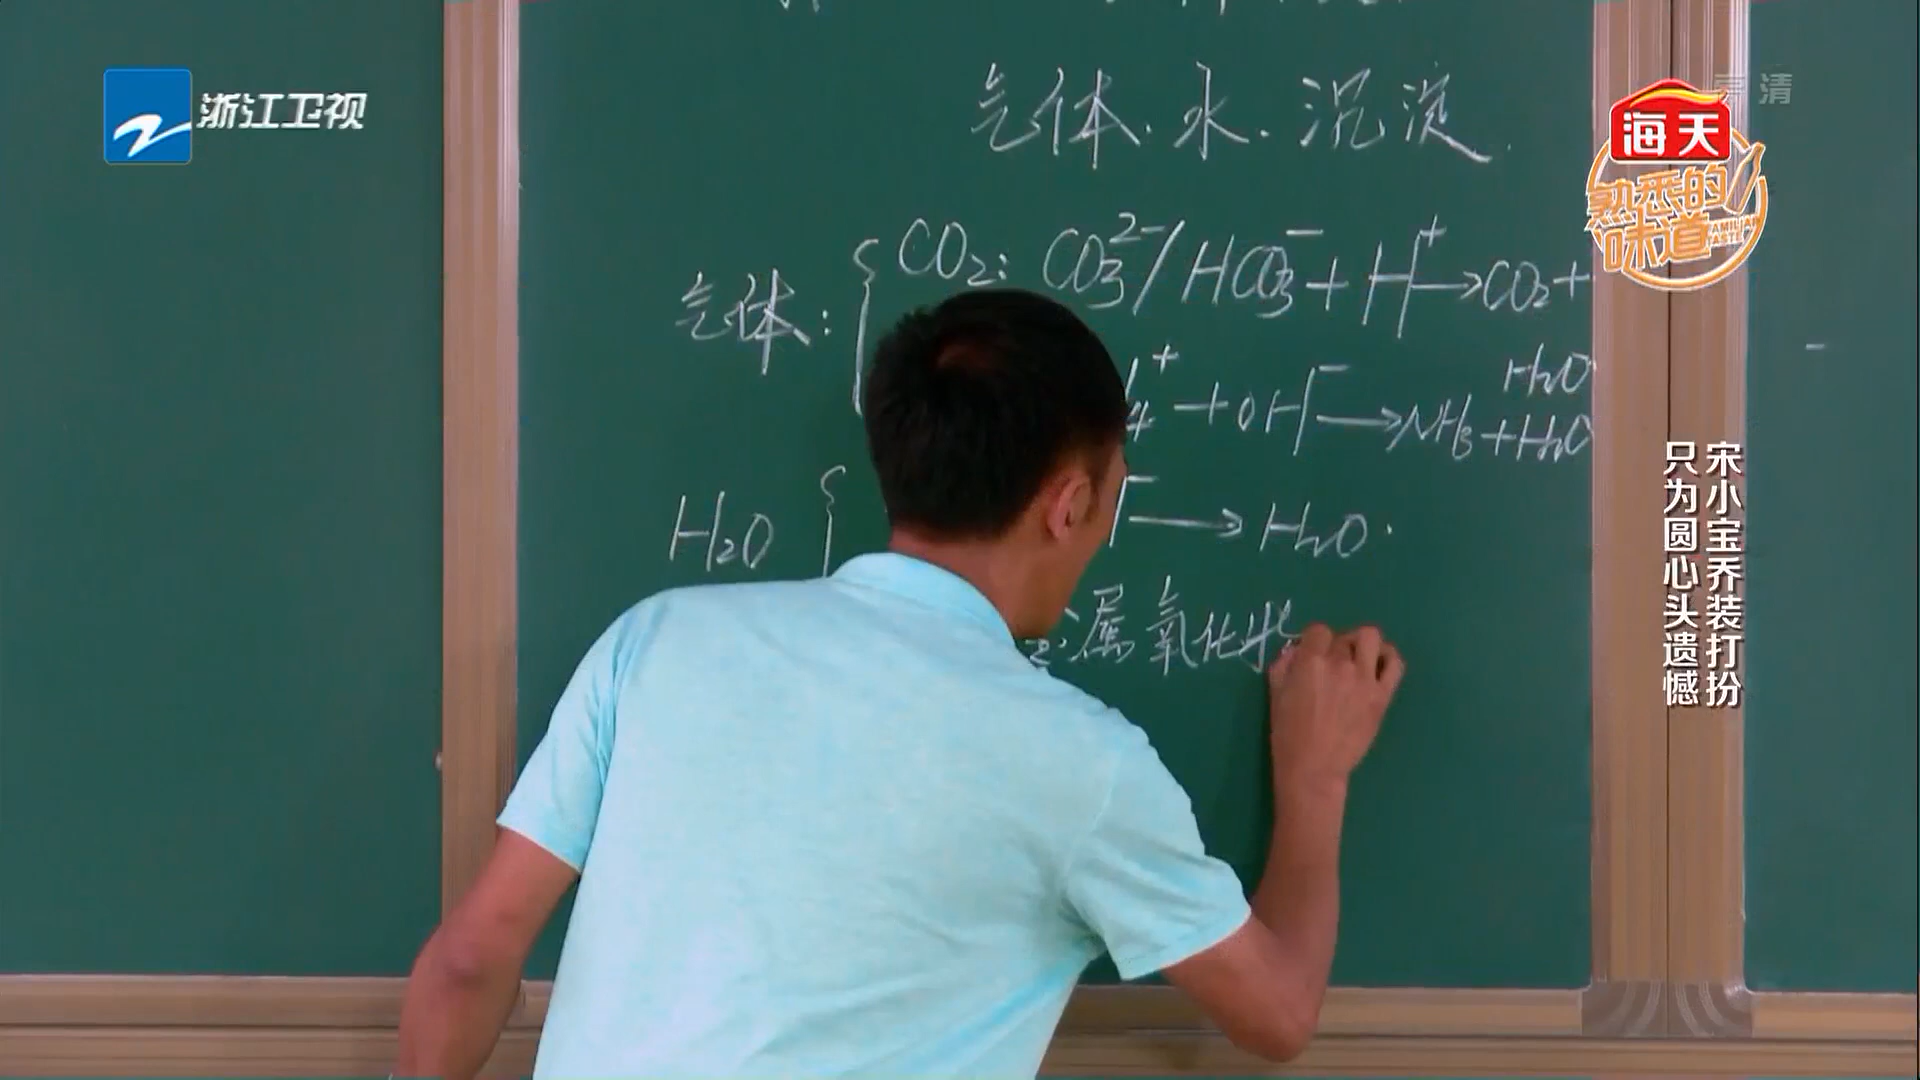 浙江卫视
高清
海天
熟悉的
味道
气体.水.沉淀.
气体:
CO₂: CO₃²⁻/HCO₃⁻+H⁺→CO₂+
H₂O
⁺+OH⁻→NH₃+H₂O
H₂O
→H₂O.
属氧化物
宋小宝乔装打扮
只为圆心头遗憾